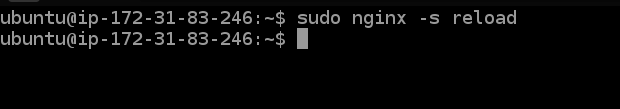 ubuntu@ip-172-31-83-246:~$ sudo nginx -s reload
ubuntu@ip-172-31-83-246:~$